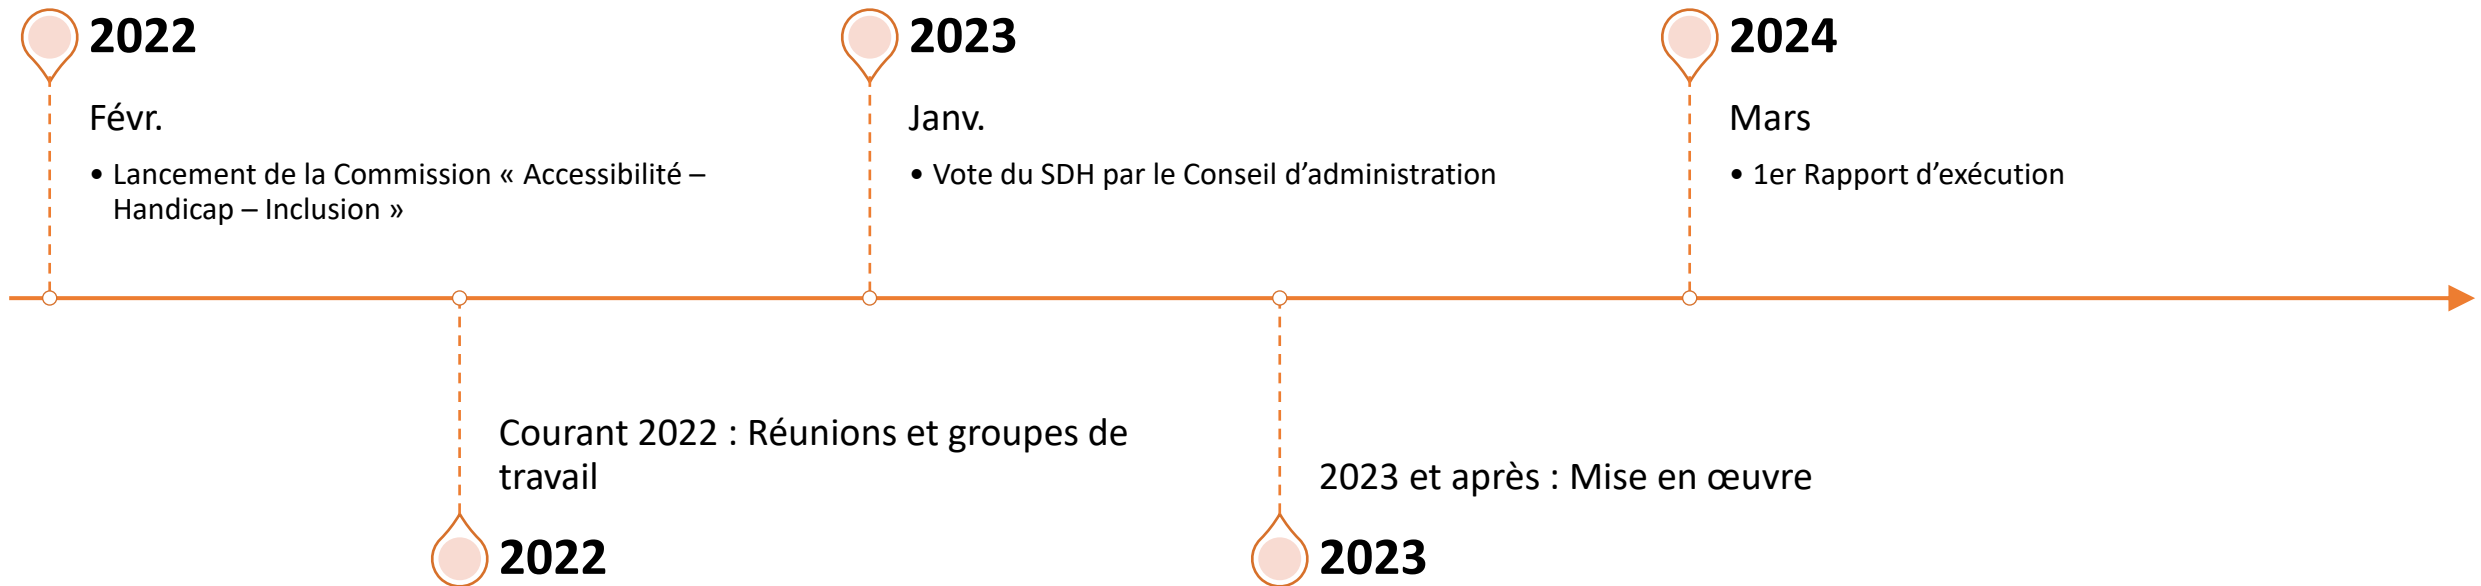 2022
Févr.
• Lancement de la Commission « Accessibilité –
Handicap – Inclusion »
Courant 2022 : Réunions et groupes de
travail
2022
2023
Janv.
• Vote du SDH par le Conseil d’administration
2023 et après : Mise en œuvre
2023
2024
Mars
• 1er Rapport d’exécution